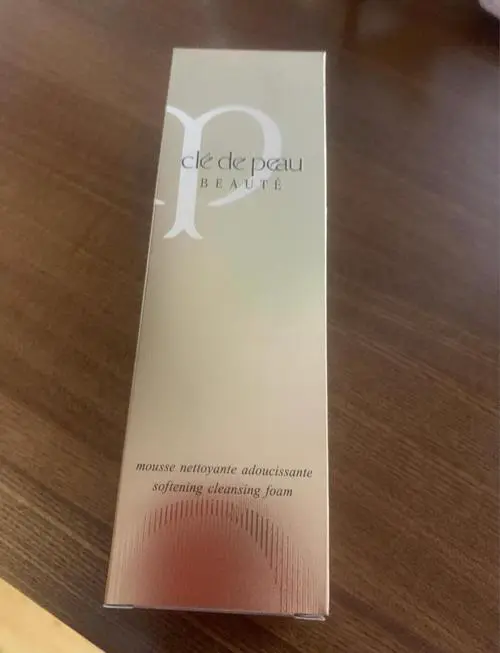 clé de peau
BEAUTÉ
mousse nettoyante adoucissante
softening cleansing foam